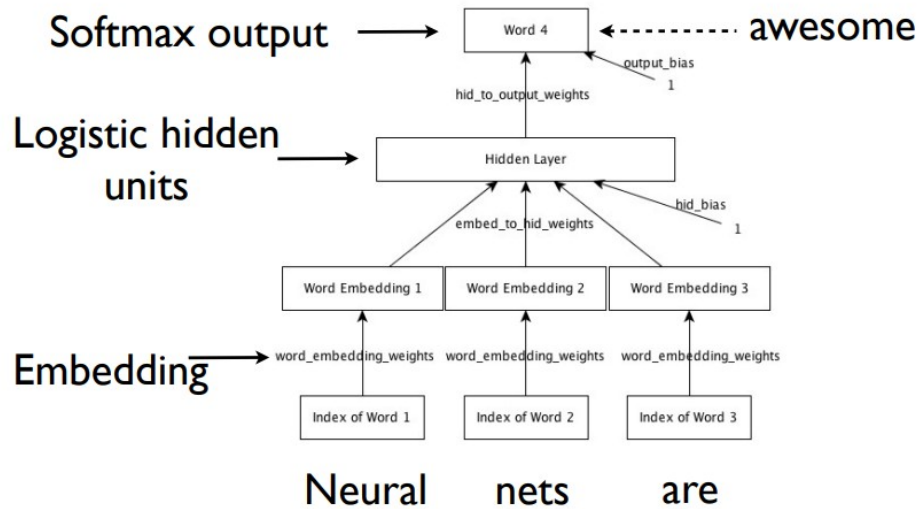 Softmax output
Word 4
awesome
output_bias
1
hid_to_output_weights
Logistic hidden
units
Hidden Layer
hid_bias
1
embed_to_hid_weights
Word Embedding 1
Word Embedding 2
Word Embedding 3
Embedding
word_embedding_weights
word_embedding_weights
word_embedding_weights
Index of Word 1
Index of Word 2
Index of Word 3
Neural
nets
are